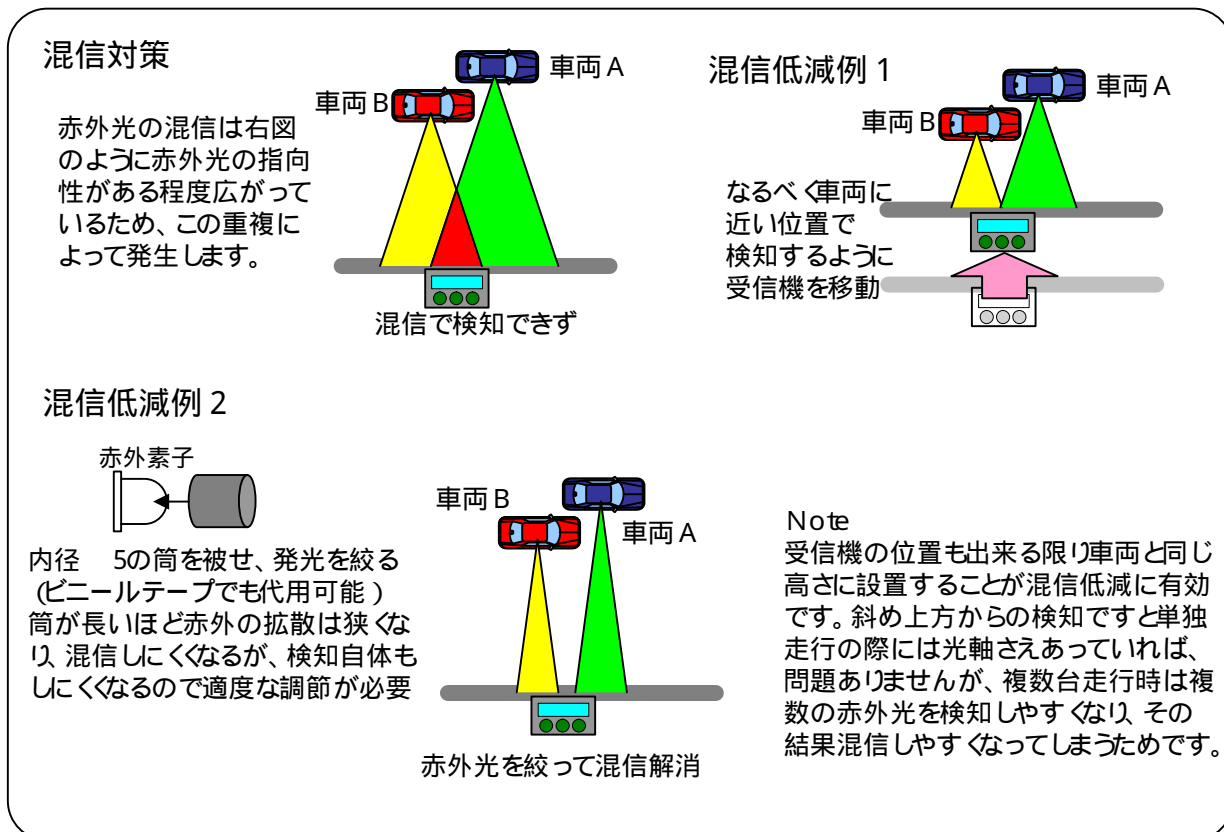 混信対策
赤外光の混信は右図
のように赤外光の指向
性がある程度広がって
いるため、この重複に
よって発生します。
車両A
車両B
混信で検知できず
混信低減例1
車両A
車両B
なるべく車両に
近い位置で
検知するように
受信機を移動
混信低減例2
赤外素子
内径　5の筒を被せ、発光を絞る
(ビニールテープでも代用可能)
筒が長いほど赤外の拡散は狭くな
り、混信しにくくなるが、検知自体も
しにくくなるので適度な調節が必要
車両B
車両A
赤外光を絞って混信解消
Note
受信機の位置も出来る限り車両と同じ
高さに設置することが混信低減に有効
です。斜め上方からの検知ですと単独
走行の際には光軸さえあっていれば、
問題ありませんが、複数台走行時は複
数の赤外光を検知しやすくなり、その
結果混信しやすくなってしまうためです。